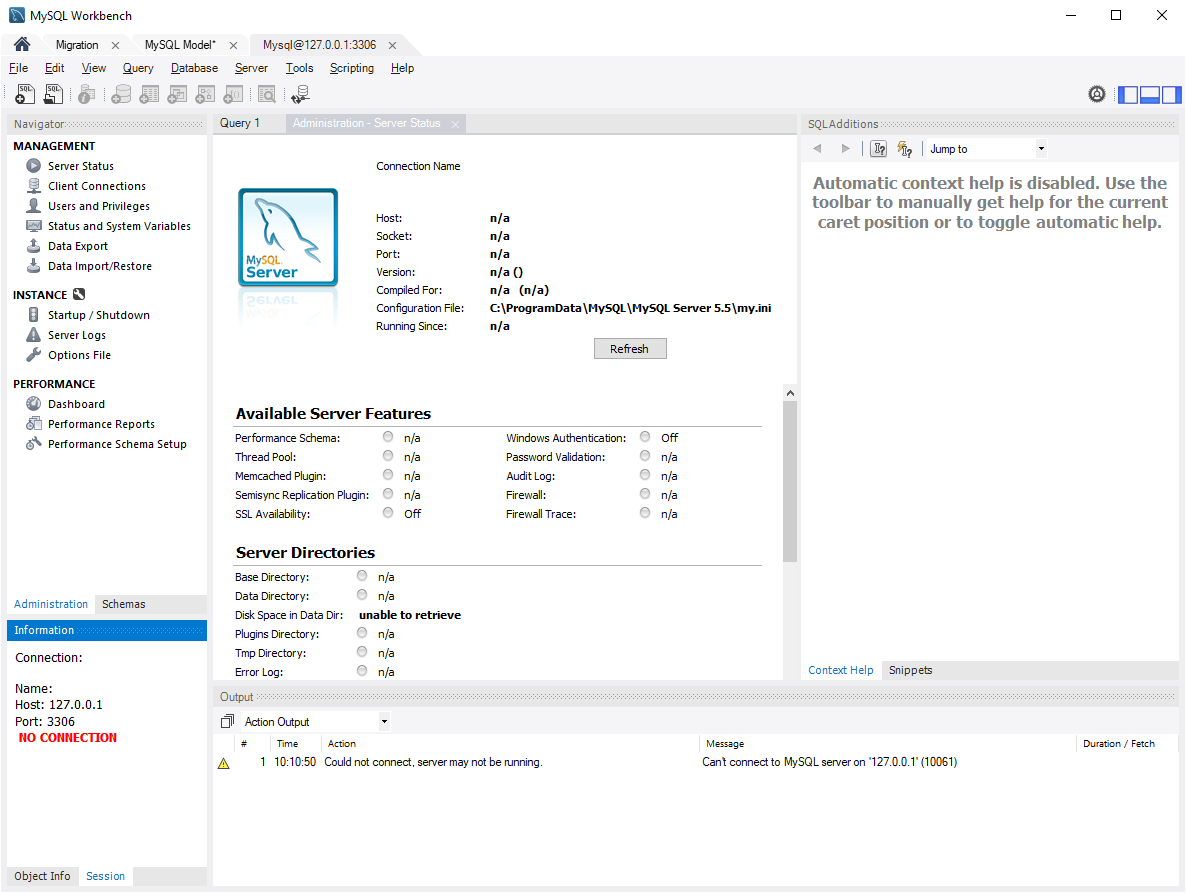 MySQL Workbench
Migration
MySQL Model*
Mysql@127.0.0.1:3306
File Edit View Query Database Server Tools Scripting Help
SQL SQL
Navigator
MANAGEMENT
Server Status
Client Connections
Users and Privileges
Status and System Variables
Data Export
Data Import/Restore
INSTANCE
Startup / Shutdown
Server Logs
Options File
PERFORMANCE
Dashboard
Performance Reports
Performance Schema Setup
Administration Schemas
Information
Connection:
Name:
Host: 127.0.0.1
Port: 3306
NO CONNECTION
Object Info Session
Query 1 Administration - Server Status
Connection Name
MySQL
Server
Host: n/a
Socket: n/a
Port: n/a
Version: n/a ()
Compiled For: n/a (n/a)
Configuration File: C:\ProgramData\MySQL\MySQL Server 5.5\my.ini
Running Since: n/a
Refresh
Available Server Features
Performance Schema: n/a Windows Authentication: Off
Thread Pool: n/a Password Validation: n/a
Memcached Plugin: n/a Audit Log: n/a
Semisync Replication Plugin: n/a Firewall: n/a
SSL Availability: Off Firewall Trace: n/a
Server Directories
Base Directory: n/a
Data Directory: n/a
Disk Space in Data Dir: unable to retrieve
Plugins Directory: n/a
Tmp Directory: n/a
Error Log: n/a
SQLAdditions
Jump to
Automatic context help is disabled. Use the
toolbar to manually get help for the current
caret position or to toggle automatic help.
Context Help Snippets
Output
Action Output
# Time Action Message Duration / Fetch
1 10:10:50 Could not connect, server may not be running. Can't connect to MySQL server on '127.0.0.1' (10061)